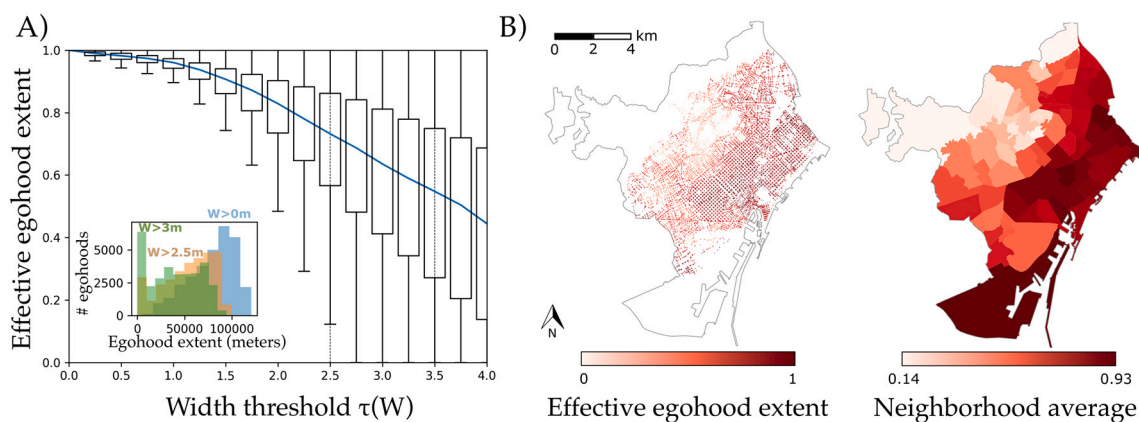 A)
Effective egohood extent
1.0
0.8
0.6
0.4
0.2
0.0
0.0 0.5 1.0 1.5 2.0 2.5 3.0 3.5 4.0
Width threshold τ(W)
W>0m
W>3m
W>2.5m
# egohoods
5000
2500
0
0 50000 100000
Egohood extent (meters)
B)
km
0 2 4
N
0 1
Effective egohood extent
0.14 0.93
Neighborhood average